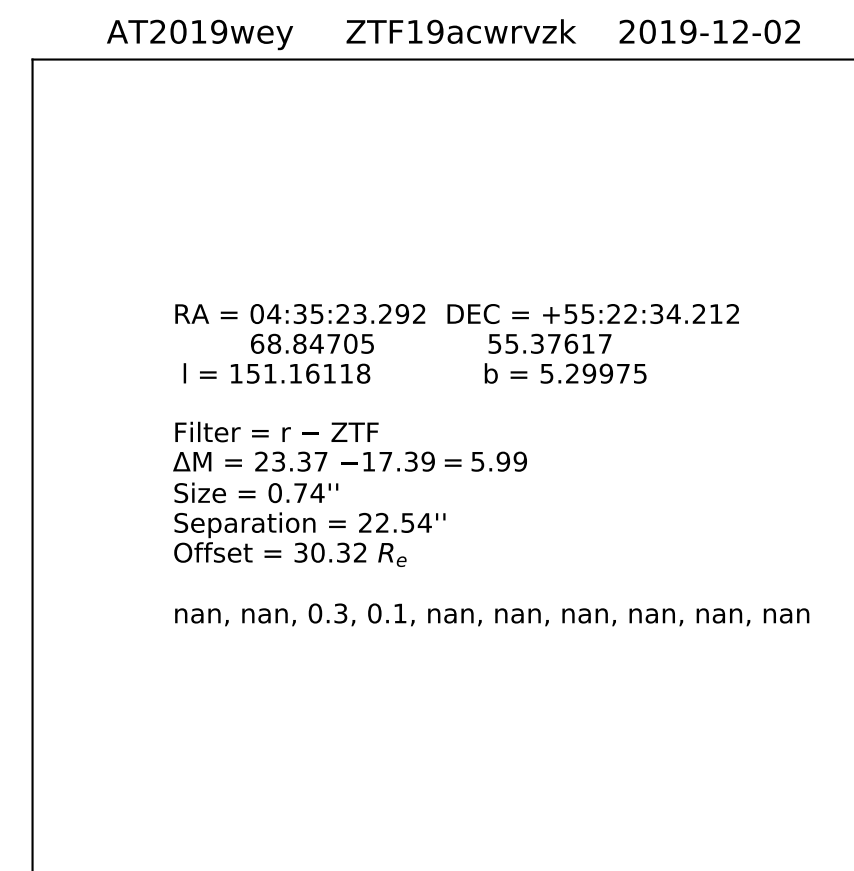 AT2019wey ZTF19acwrvzk 2019-12-02
RA = 04:35:23.292 DEC = +55:22:34.212
68.84705 55.37617
l = 151.16118 b = 5.29975
Filter = r − ZTF
ΔM = 23.37 −17.39 = 5.99
Size = 0.74''
Separation = 22.54''
Offset = 30.32 Rₑ
nan, nan, 0.3, 0.1, nan, nan, nan, nan, nan, nan